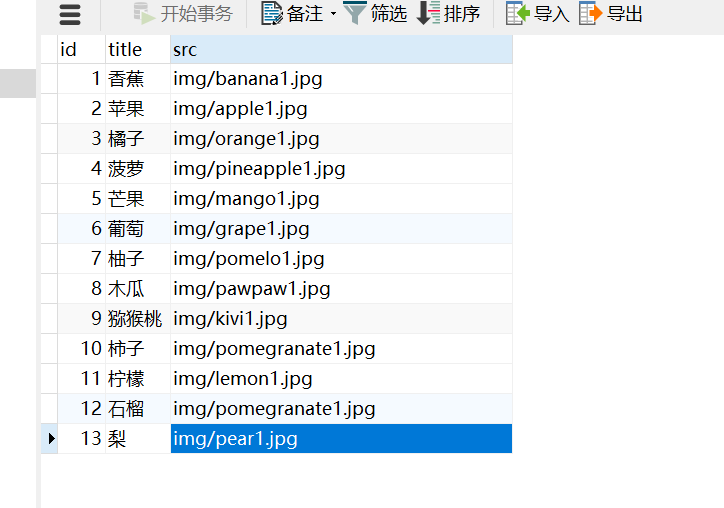 开始事务 备注 筛选 排序 导入 导出
id title src
1 香蕉 img/banana1.jpg
2 苹果 img/apple1.jpg
3 橘子 img/orange1.jpg
4 菠萝 img/pineapple1.jpg
5 芒果 img/mango1.jpg
6 葡萄 img/grape1.jpg
7 柚子 img/pomelo1.jpg
8 木瓜 img/pawpaw1.jpg
9 猕猴桃 img/kivi1.jpg
10 柿子 img/pomegranate1.jpg
11 柠檬 img/lemon1.jpg
12 石榴 img/pomegranate1.jpg
13 梨 img/pear1.jpg